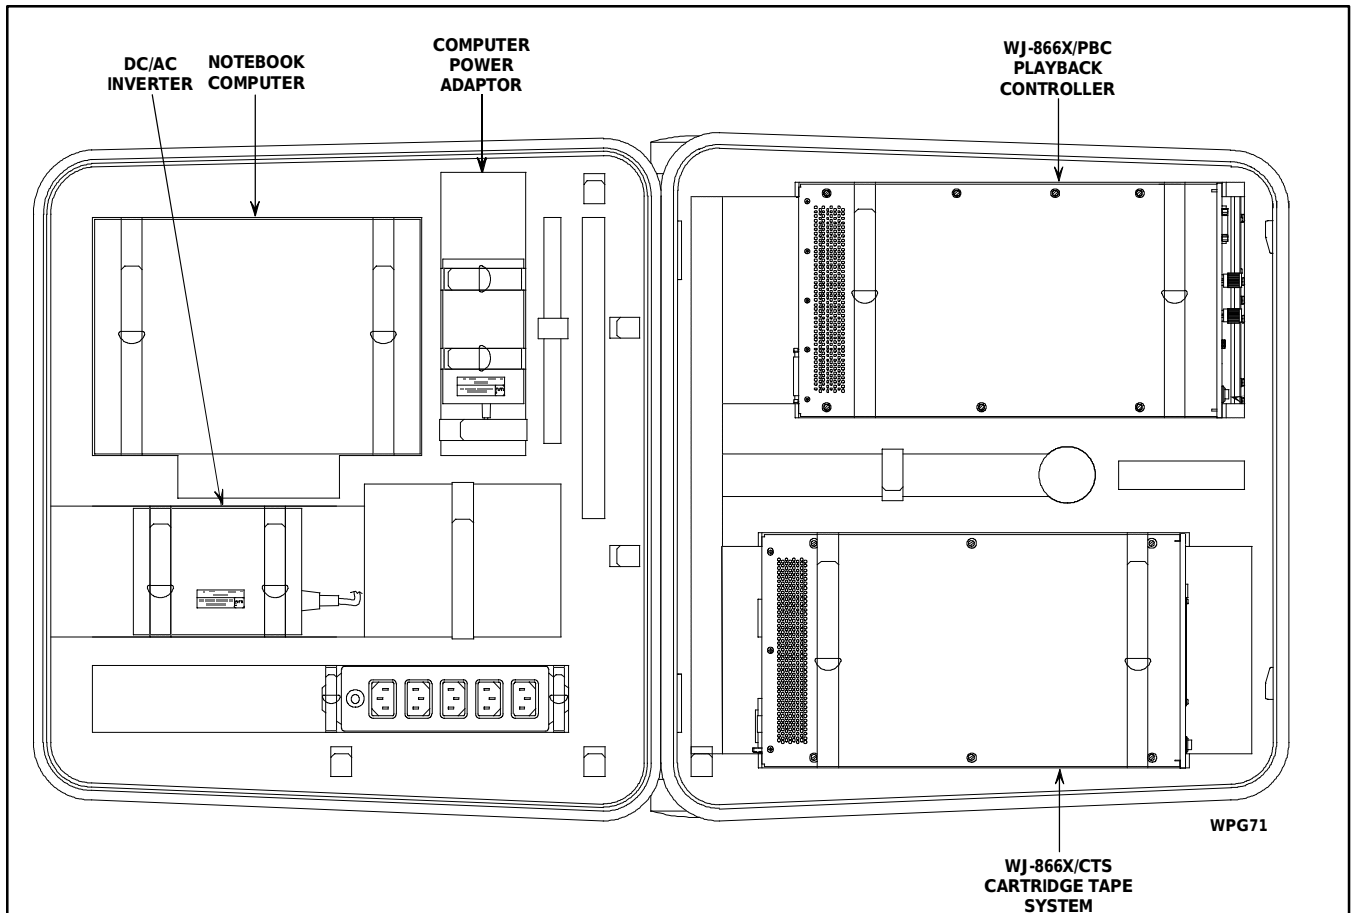 DC/AC
INVERTER
NOTEBOOK
COMPUTER
COMPUTER
POWER
ADAPTOR
WJ-866X/PBC
PLAYBACK
CONTROLLER
WPG71
WJ-866X/CTS
CARTRIDGE TAPE
SYSTEM